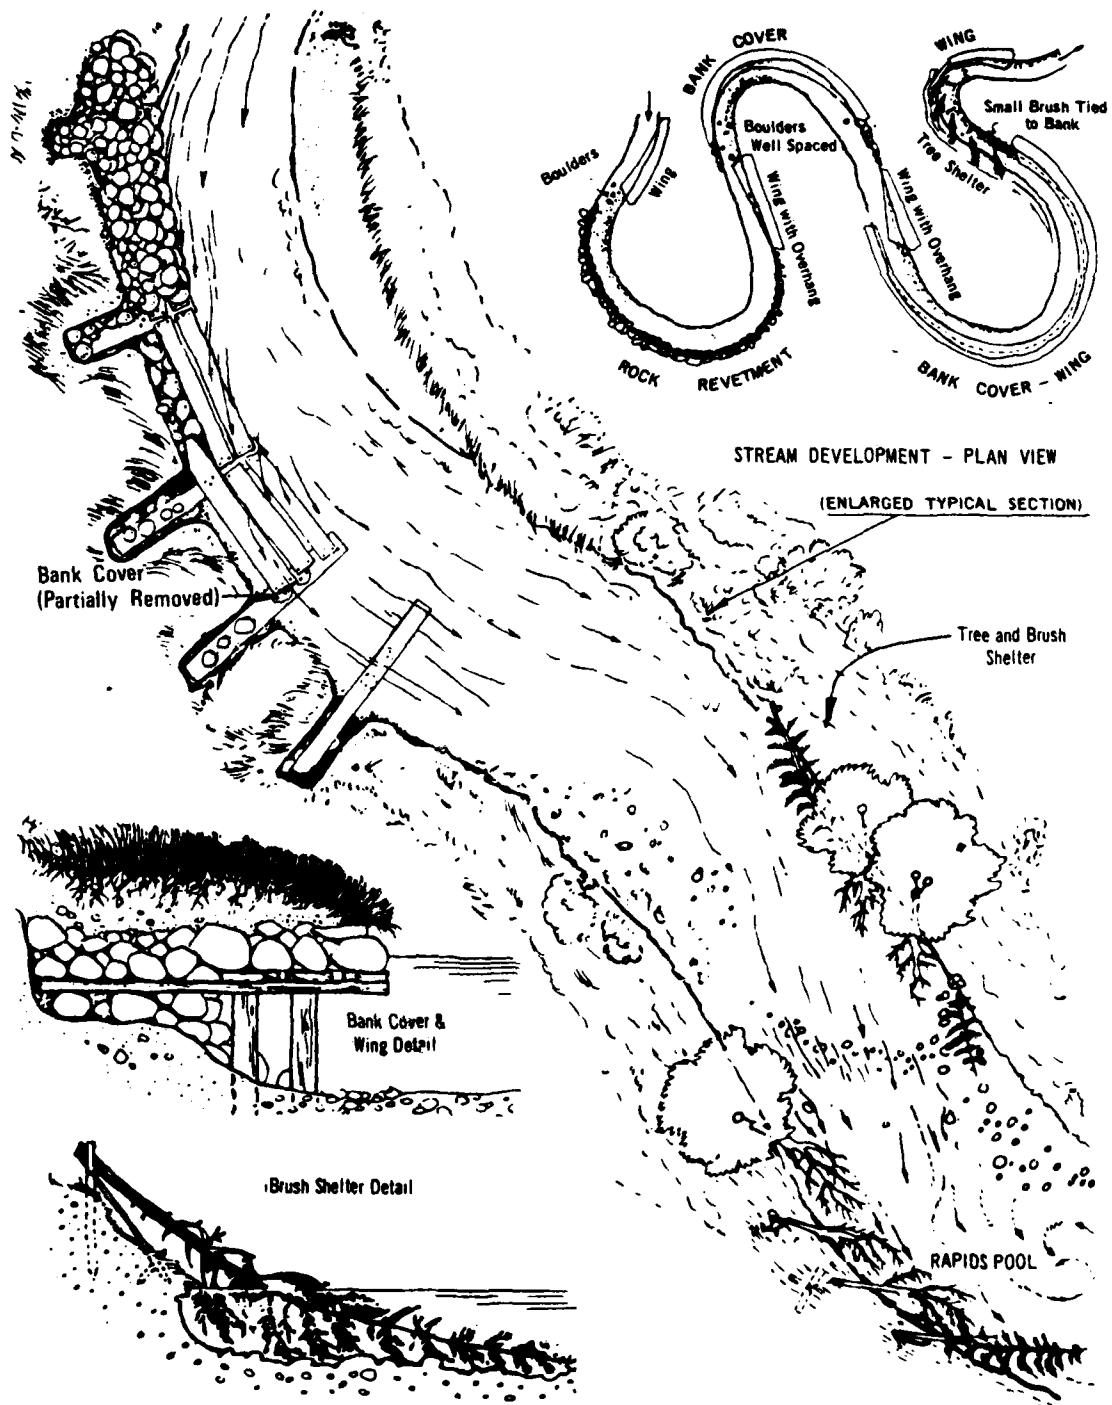 WING
BANK COVER
Small Brush Tied
to Bank
Boulders
Well Spaced
Boulders
Wing
Tree Shelter
Wing with Overhang
Wing with Overhang
ROCK REVETMENT
BANK COVER - WING
STREAM DEVELOPMENT - PLAN VIEW
(ENLARGED TYPICAL SECTION)
Bank Cover
(Partially Removed)
Tree and Brush
Shelter
Bank Cover &
Wing Detail
Brush Shelter Detail
RAPIDS POOL